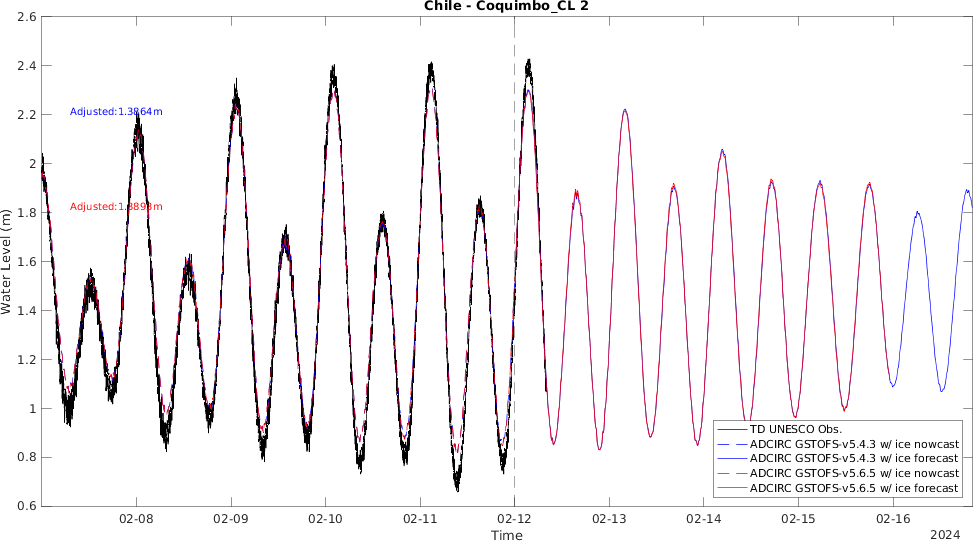 Chile - Coquimbo_CL 2
Water Level (m)
2.6
2.4
2.2
2
1.8
1.6
1.4
1.2
1
0.8
0.6
Adjusted:1.3864m
Adjusted:1.3893m
TD UNESCO Obs.
ADCIRC GSTOFS-v5.4.3 w/ ice nowcast
ADCIRC GSTOFS-v5.4.3 w/ ice forecast
ADCIRC GSTOFS-v5.6.5 w/ ice nowcast
ADCIRC GSTOFS-v5.6.5 w/ ice forecast
02-08 02-09 02-10 02-11 02-12 02-13 02-14 02-15 02-16
Time
2024